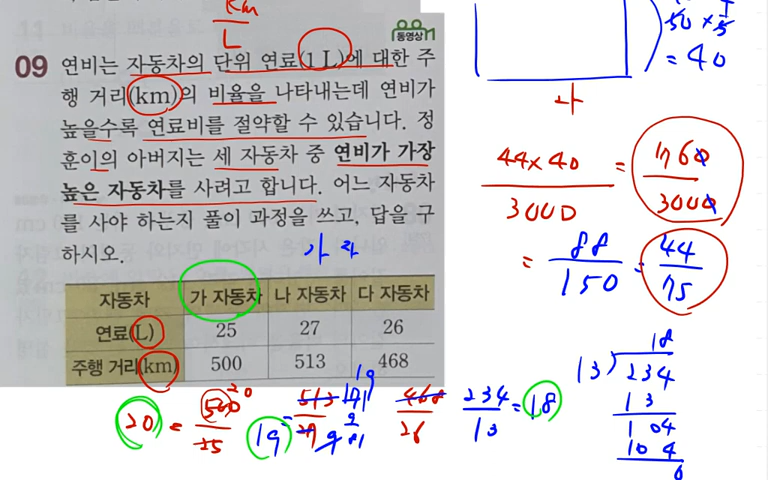 km
L
동영상
09 연비는 자동차의 단위 연료(1 L)에 대한 주
행 거리(km)의 비율을 나타내는데 연비가
높을수록 연료비를 절약할 수 있습니다. 정
훈이의 아버지는 세 자동차 중 연비가 가장
높은 자동차를 사려고 합니다. 어느 자동차
를 사야 하는지 풀이 과정을 쓰고, 답을 구
하시오.
자동차 가 자동차 나 자동차 다 자동차
연료(L) 25 27 26
주행 거리(km) 500 513 468
20 = 500 20
25
19 = 513 171 19
27 9
468
26
234
13
= 18
= 40
44×40
3000
= 1760
3000
= 88
150
= 44
75
18
13 234
13
104
104
0